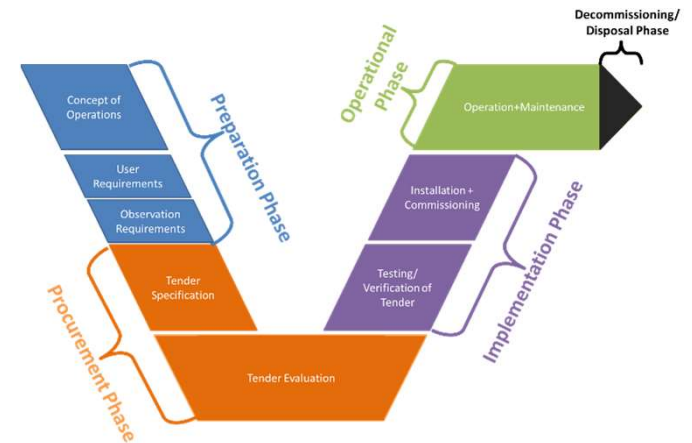 Decommissioning/
Disposal Phase
Operational
Phase
Concept of
Operations
Preparation Phase
Operation+Maintenance
User
Requirements
Installation +
Commissioning
Observation
Requirements
Implementation Phase
Tender
Specification
Testing/
Verification of
Tender
Procurement Phase
Tender Evaluation